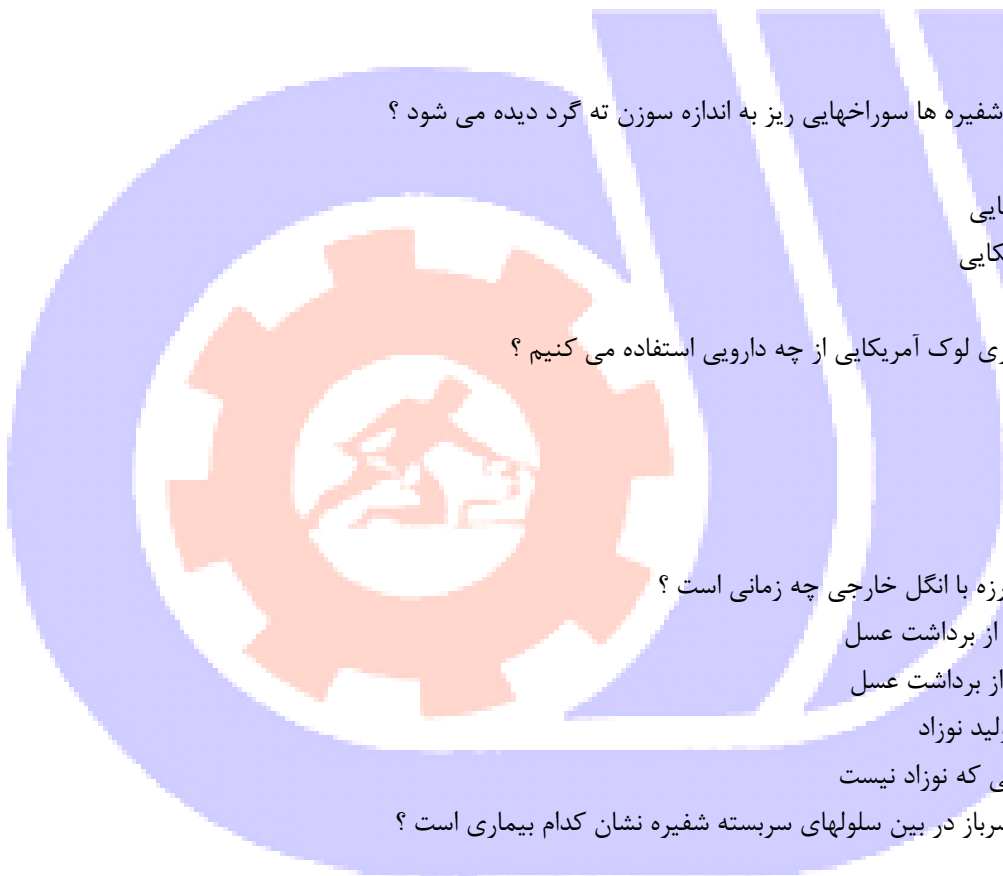 شفیره ها سوراخهایی ریز به اندازه سوزن ته گرد دیده می شود ؟
ایی
کایی
ری لوک آمریکایی از چه دارویی استفاده می کنیم ؟
رزه با انگل خارجی چه زمانی است ؟
از برداشت عسل
از برداشت عسل
ولید نوزاد
ی که نوزاد نیست
سرباز در بین سلولهای سربسته شفیره نشان کدام بیماری است ؟